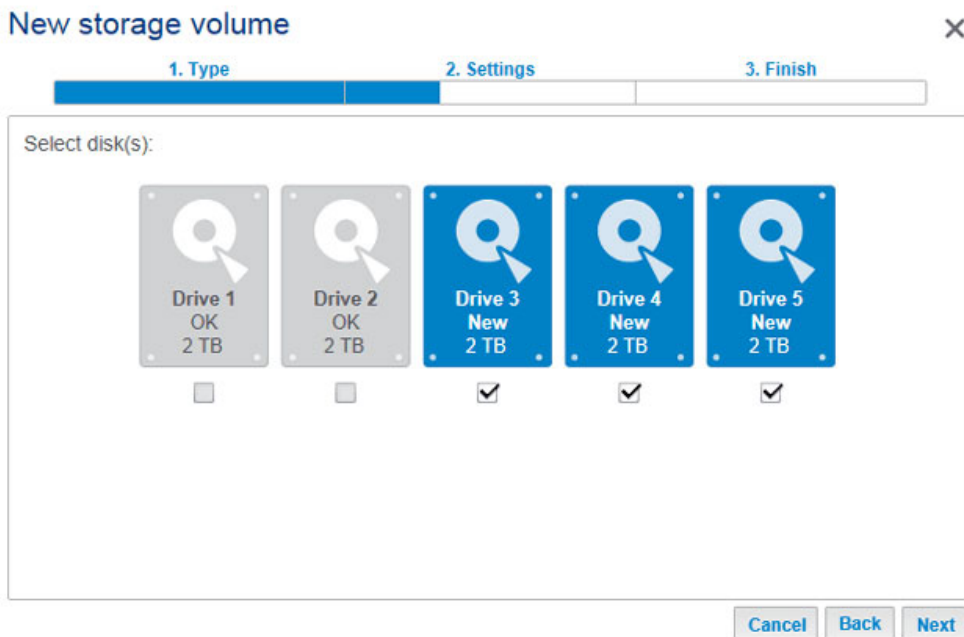 New storage volume
1. Type 2. Settings 3. Finish
Select disk(s):
Drive 1 Drive 2 Drive 3 Drive 4 Drive 5
OK OK New New New
2 TB 2 TB 2 TB 2 TB 2 TB
Cancel Back Next